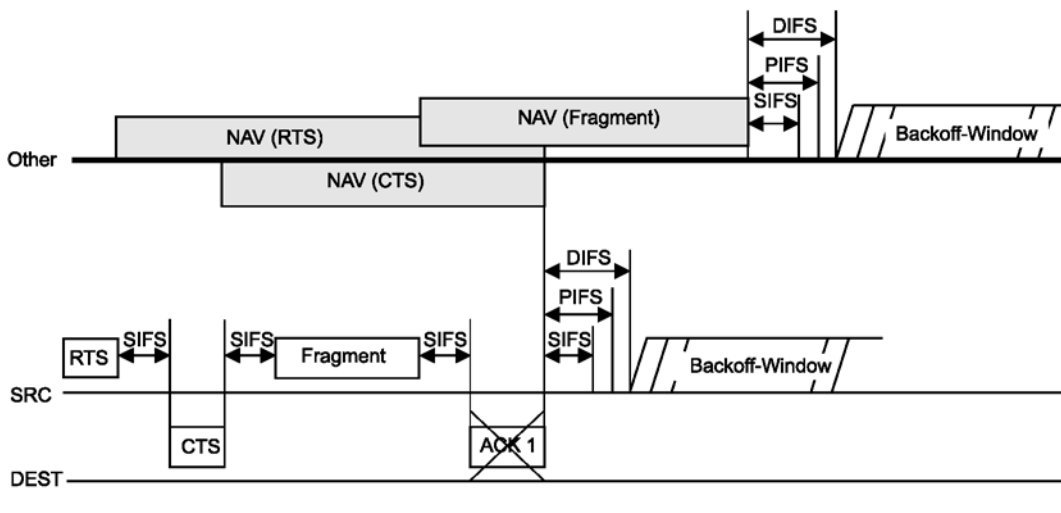 DIFS
PIFS
SIFS
NAV (Fragment)
NAV (RTS)
Backoff-Window
Other
NAV (CTS)
DIFS
PIFS
SIFS
SIFS
SIFS
SIFS
RTS
Fragment
Backoff-Window
SRC
CTS
ACK 1
DEST